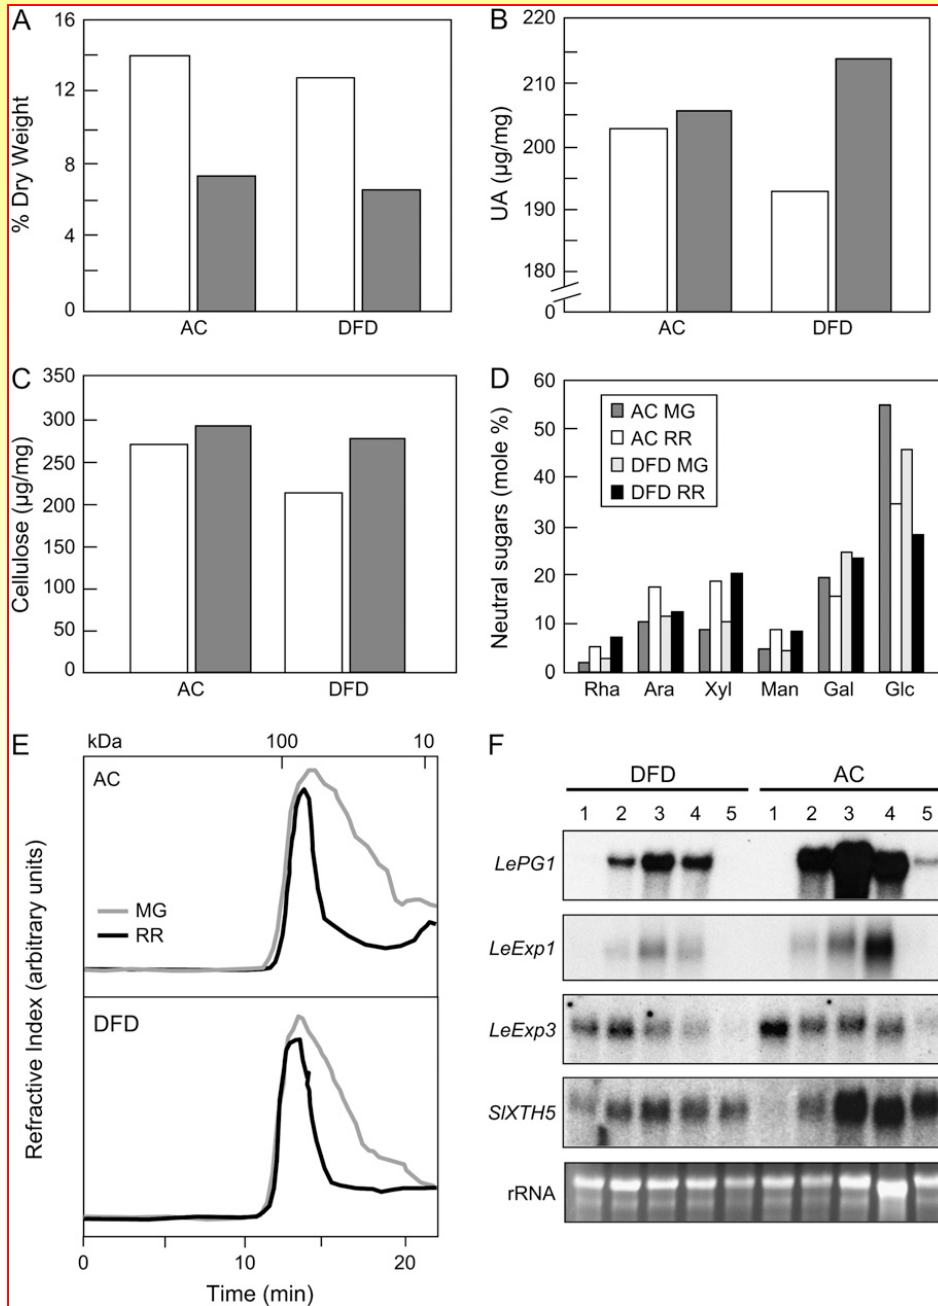 A
16
12
8
4
0
% Dry Weight
AC
DFD
B
220
210
200
190
180
0
UA (µg/mg)
AC
DFD
C
350
300
250
200
150
100
50
0
Cellulose (µg/mg)
AC
DFD
D
60
50
40
30
20
10
0
Neutral sugars (mole %)
AC MG
AC RR
DFD MG
DFD RR
Rha Ara Xyl Man Gal Glc
E
kDa 100 10
AC
MG
RR
DFD
Refractive Index (arbitrary units)
0 10 20
Time (min)
F
DFD AC
1 2 3 4 5 1 2 3 4 5
LePG1
LeExp1
LeExp3
SlXTH5
rRNA